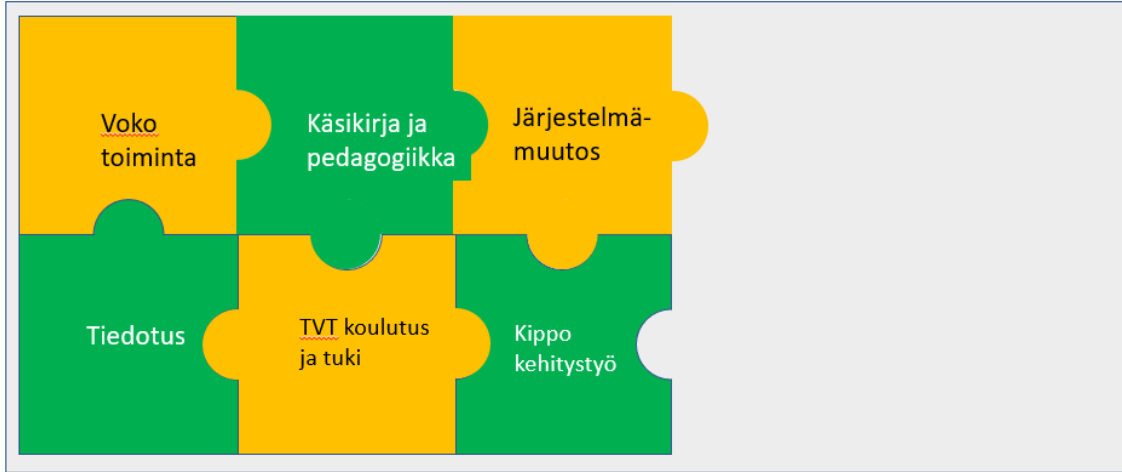 Voko
toiminta
Käsikirja ja
pedagogiikka
Järjestelmä-
muutos
Tiedotus
TVT koulutus
ja tuki
Kippo
kehitystyö